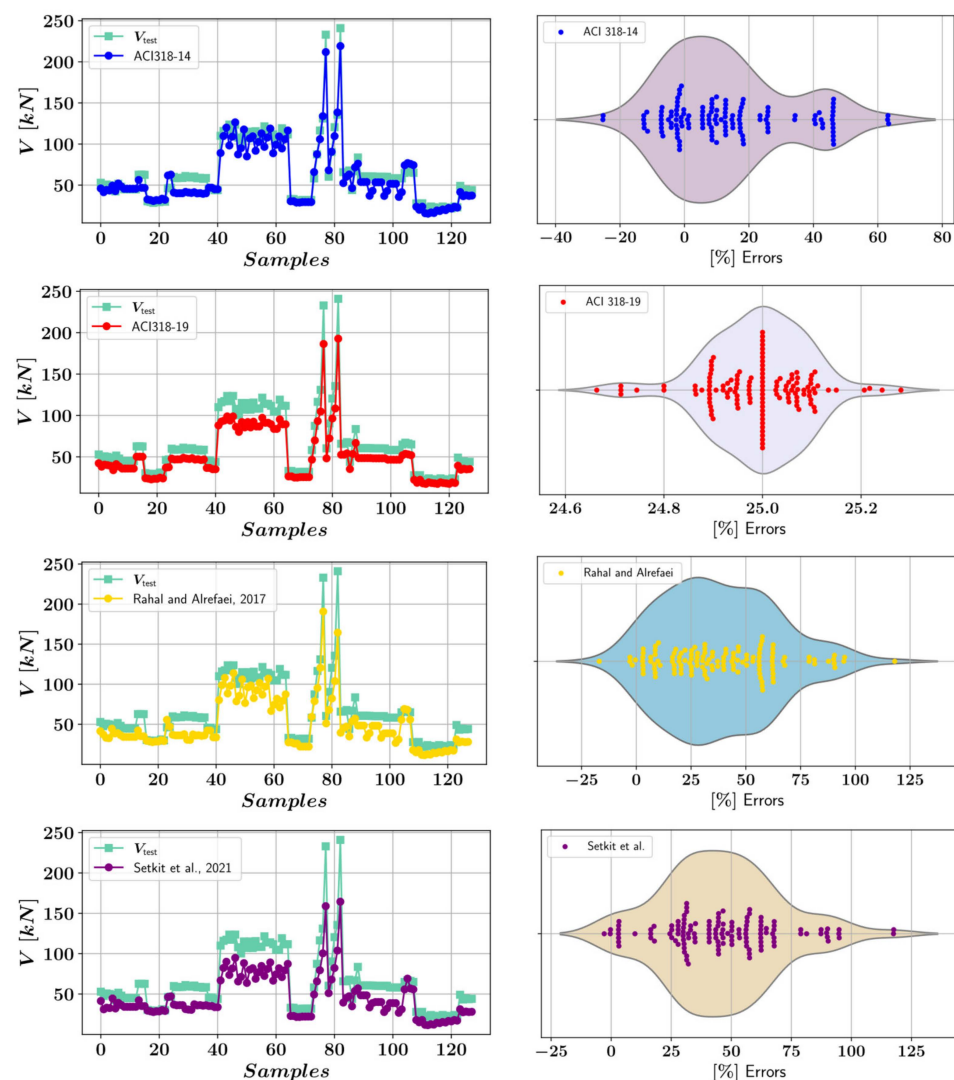 250
200
150
100
50
V [kN]
V_test
ACI318-14
0 20 40 60 80 100 120
Samples
ACI 318-14
−40 −20 0 20 40 60 80
[%] Errors
250
200
150
100
50
0
V [kN]
V_test
ACI318-19
0 20 40 60 80 100 120
Samples
ACI 318-19
24.6 24.8 25.0 25.2
[%] Errors
250
200
150
100
50
0
V [kN]
V_test
Rahal and Alrefaei, 2017
0 20 40 60 80 100 120
Samples
Rahal and Alrefaei
−25 0 25 50 75 100 125
[%] Errors
250
200
150
100
50
0
V [kN]
V_test
Setkit et al., 2021
0 20 40 60 80 100 120
Samples
Setkit et al.
−25 0 25 50 75 100 125
[%] Errors